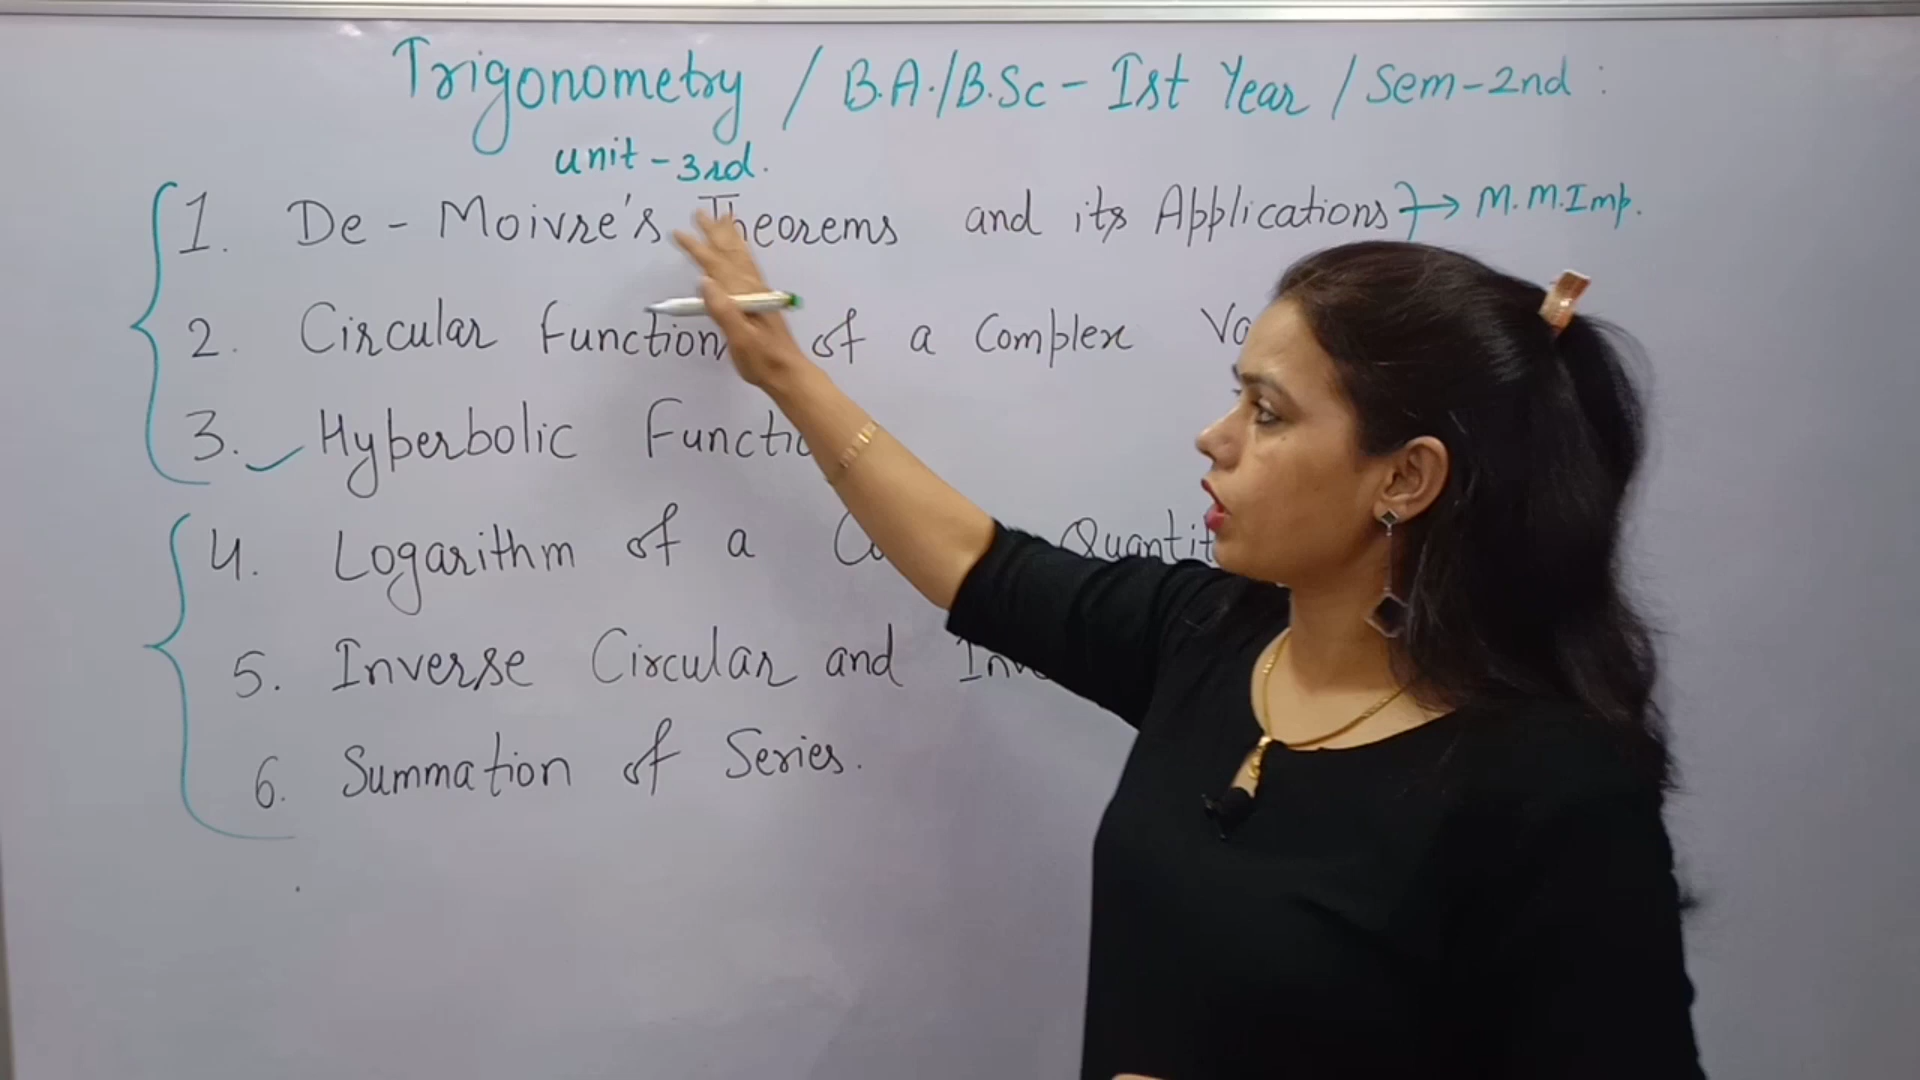 Trigonometry / B.A./B.Sc - Ist Year / Sem-2nd :
unit - 3rd.
1. De - Moivre's Theorems and its Applications → M.M.Imp.
2. Circular Function of a Complex
3. Hyperbolic
4. Logarithm of a
5. Inverse Circular and
6. Summation of Series.